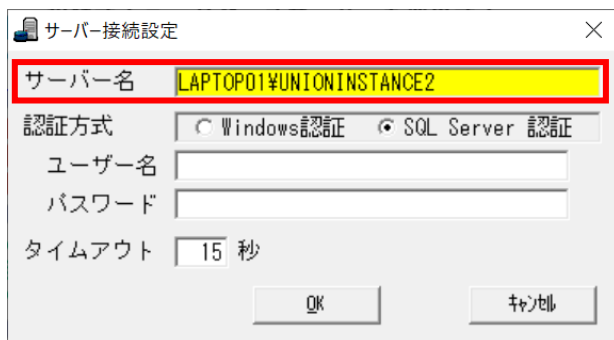 サーバー接続設定
サーバー名 LAPTOP01¥UNIONINSTANCE2
認証方式 Windows認証 SQL Server 認証
ユーザー名
パスワード
タイムアウト 15 秒
OK ｷｬﾝｾﾙ